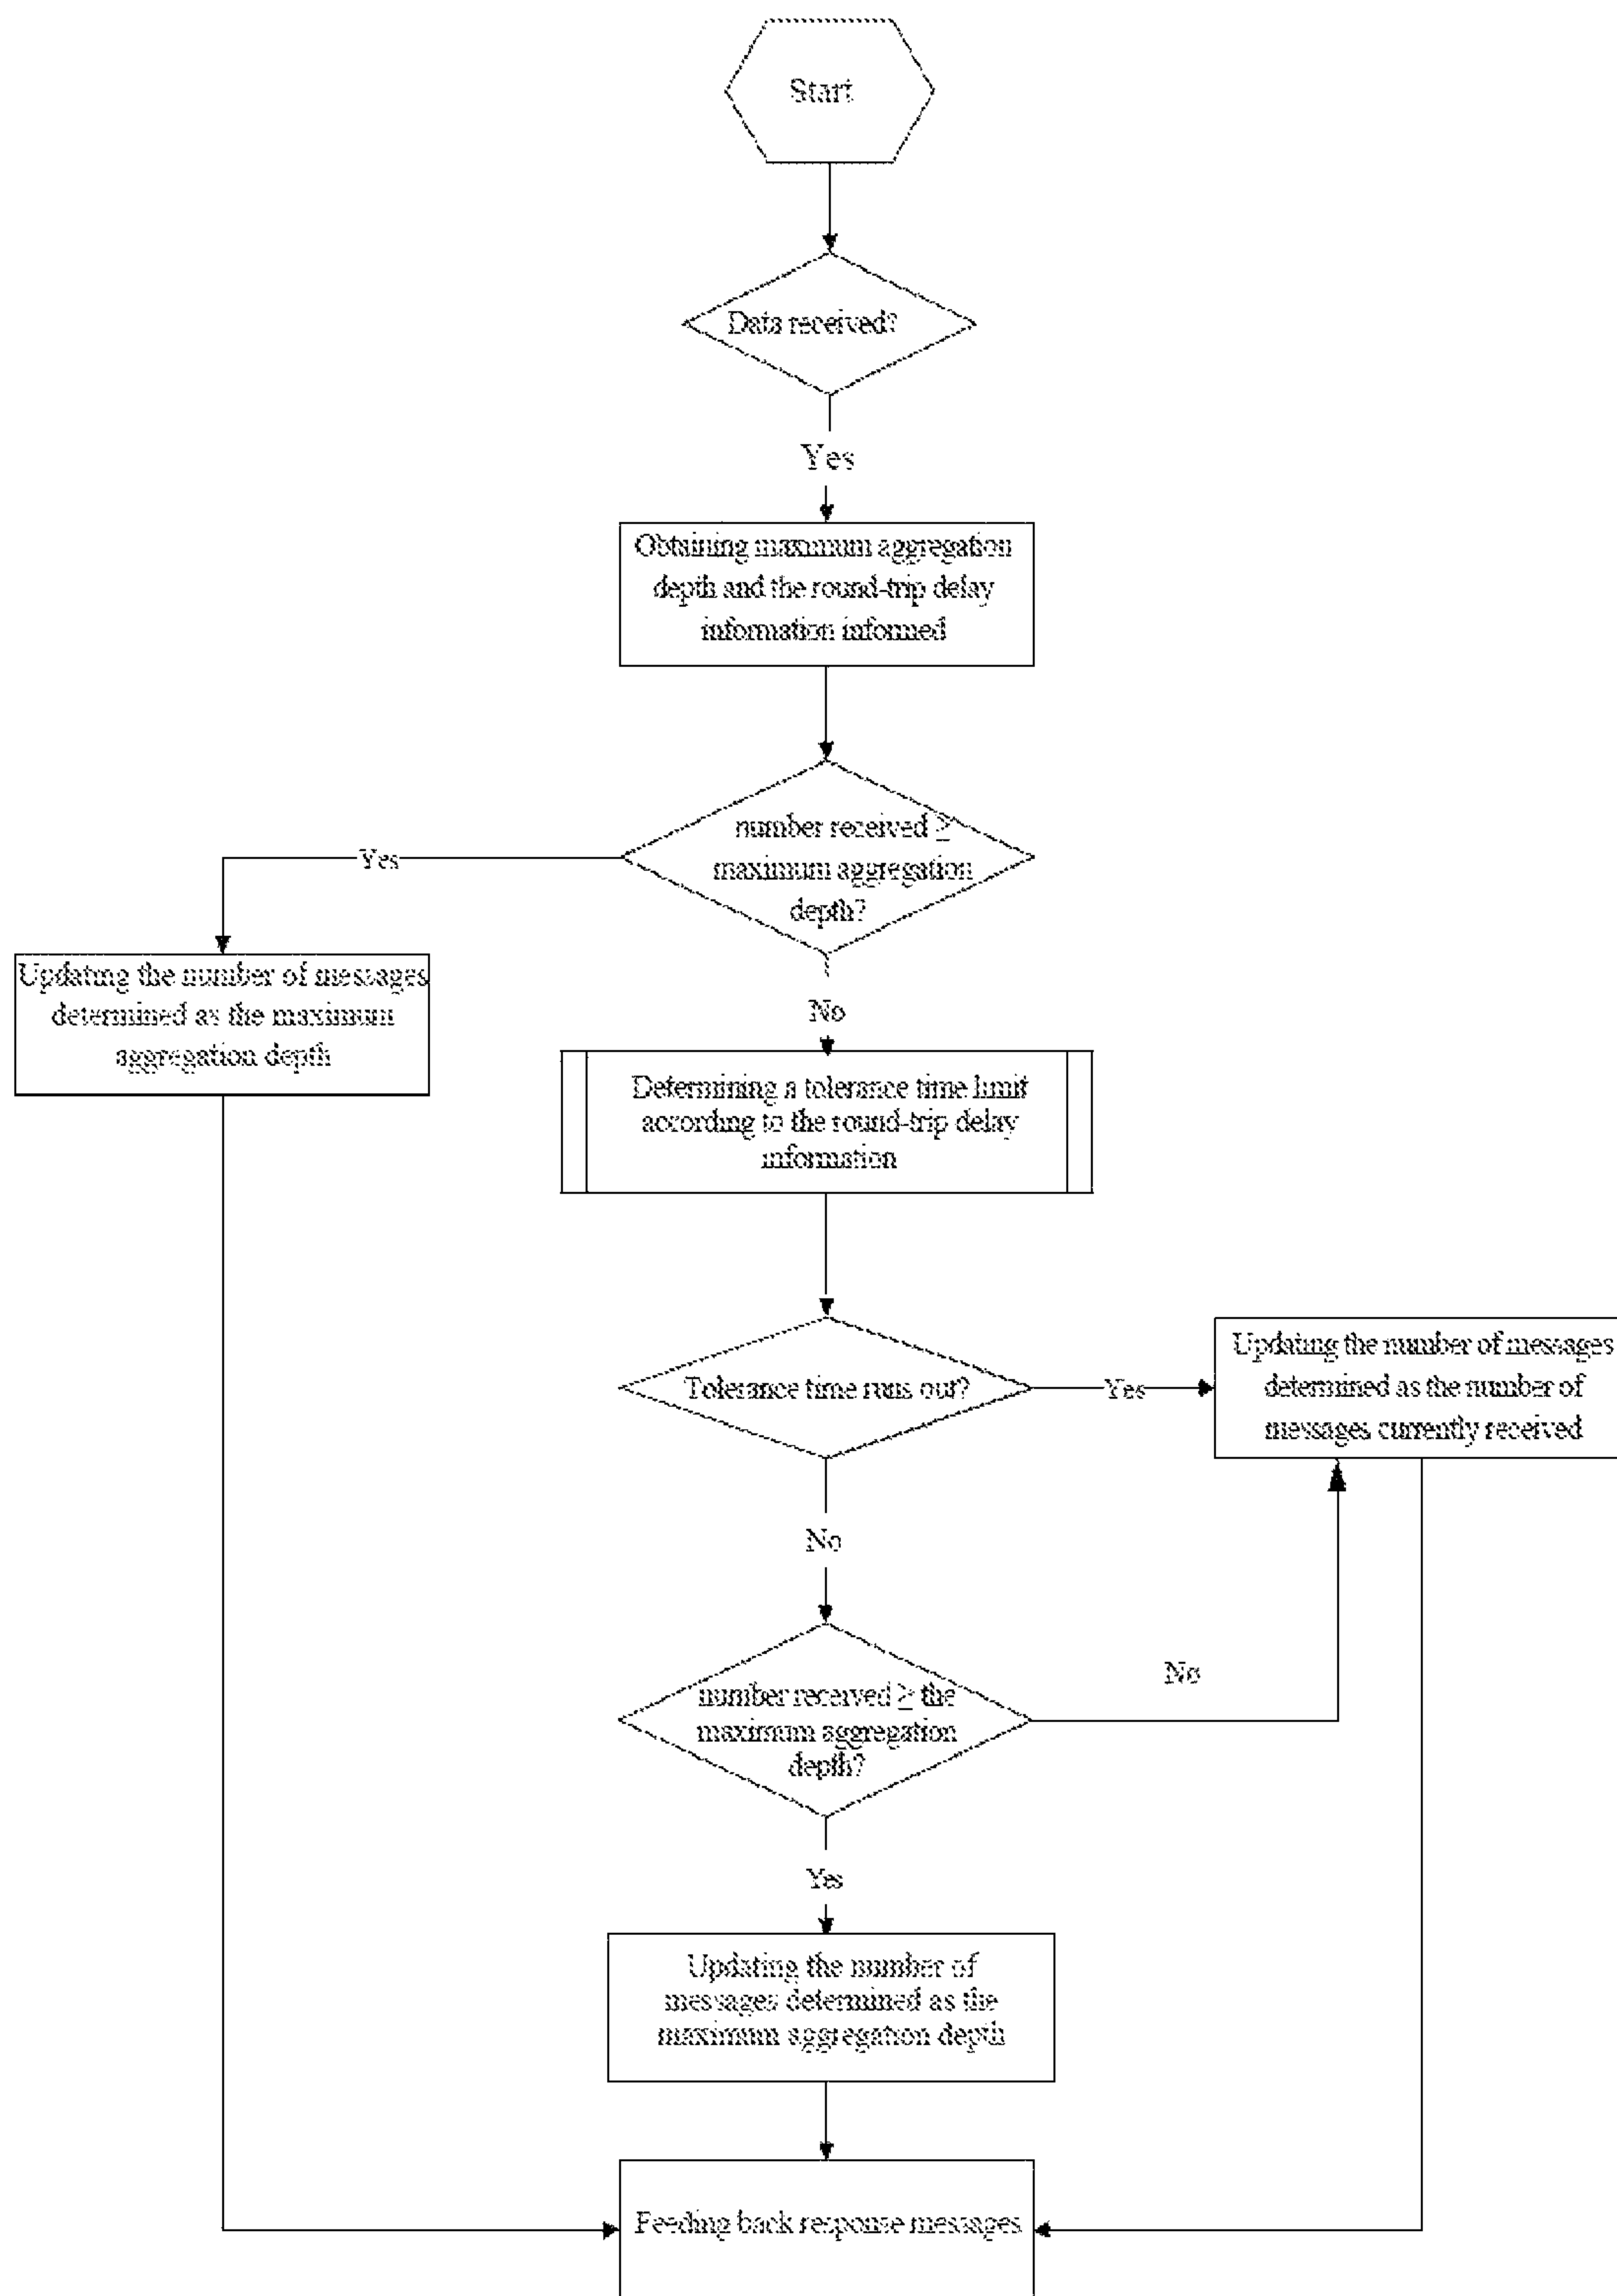 Start
Data received?
Yes
Obtaining maximum aggregation
depth and the round-trip delay
information informed
number received ≥
maximum aggregation
depth?
Yes
Updating the number of messages
determined as the maximum
aggregation depth
No
Determining a tolerance time limit
according to the round-trip delay
information
Tolerance time runs out?
Yes
Updating the number of messages
determined as the number of
messages currently received
No
number received ≥ the
maximum aggregation
depth?
No
Yes
Updating the number of
messages determined as the
maximum aggregation depth
Feeding back response messages